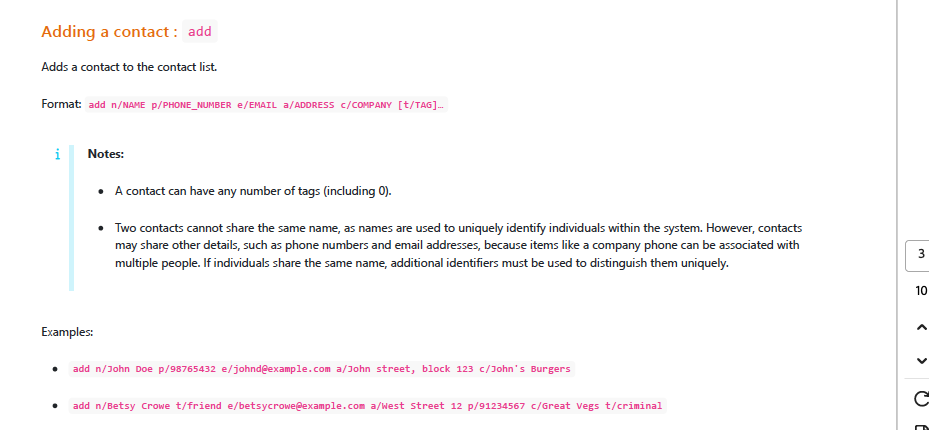 Adding a contact : add
Adds a contact to the contact list.
Format: add n/NAME p/PHONE_NUMBER e/EMAIL a/ADDRESS c/COMPANY [t/TAG]…
i Notes:
• A contact can have any number of tags (including 0).
• Two contacts cannot share the same name, as names are used to uniquely identify individuals within the system. However, contacts
may share other details, such as phone numbers and email addresses, because items like a company phone can be associated with
multiple people. If individuals share the same name, additional identifiers must be used to distinguish them uniquely.
Examples:
• add n/John Doe p/98765432 e/johnd@example.com a/John street, block 123 c/John's Burgers
• add n/Betsy Crowe t/friend e/betsycrowe@example.com a/West Street 12 p/91234567 c/Great Vegs t/criminal
3
10